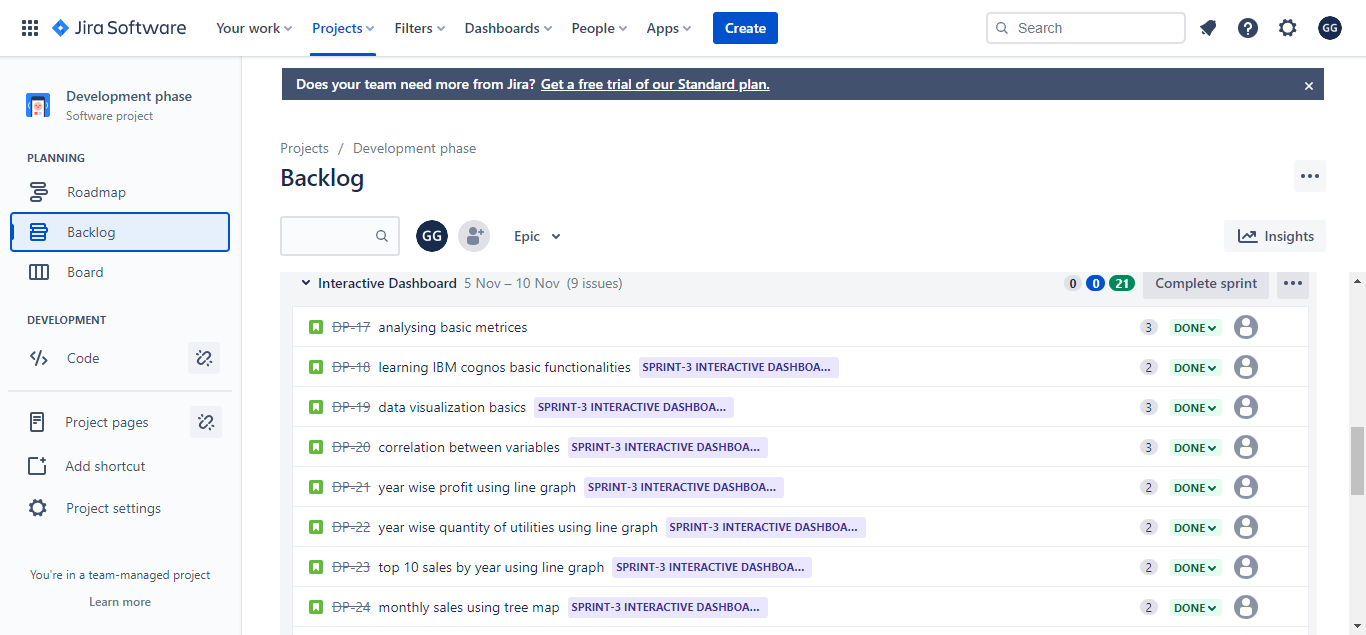 Jira Software Your work Projects Filters Dashboards People Apps Create Search GG
Does your team need more from Jira? Get a free trial of our Standard plan.
Development phase
Software project
PLANNING
Roadmap
Backlog
Board
DEVELOPMENT
Code
Project pages
Add shortcut
Project settings
You're in a team-managed project
Learn more
Projects / Development phase
Backlog
GG Epic Insights
Interactive Dashboard 5 Nov – 10 Nov (9 issues) 0 0 21 Complete sprint
DP-17 analysing basic metrices 3 DONE
DP-18 learning IBM cognos basic functionalities SPRINT-3 INTERACTIVE DASHBOA... 2 DONE
DP-19 data visualization basics SPRINT-3 INTERACTIVE DASHBOA... 3 DONE
DP-20 correlation between variables SPRINT-3 INTERACTIVE DASHBOA... 3 DONE
DP-21 year wise profit using line graph SPRINT-3 INTERACTIVE DASHBOA... 2 DONE
DP-22 year wise quantity of utilities using line graph SPRINT-3 INTERACTIVE DASHBOA... 2 DONE
DP-23 top 10 sales by year using line graph SPRINT-3 INTERACTIVE DASHBOA... 2 DONE
DP-24 monthly sales using tree map SPRINT-3 INTERACTIVE DASHBOA... 2 DONE